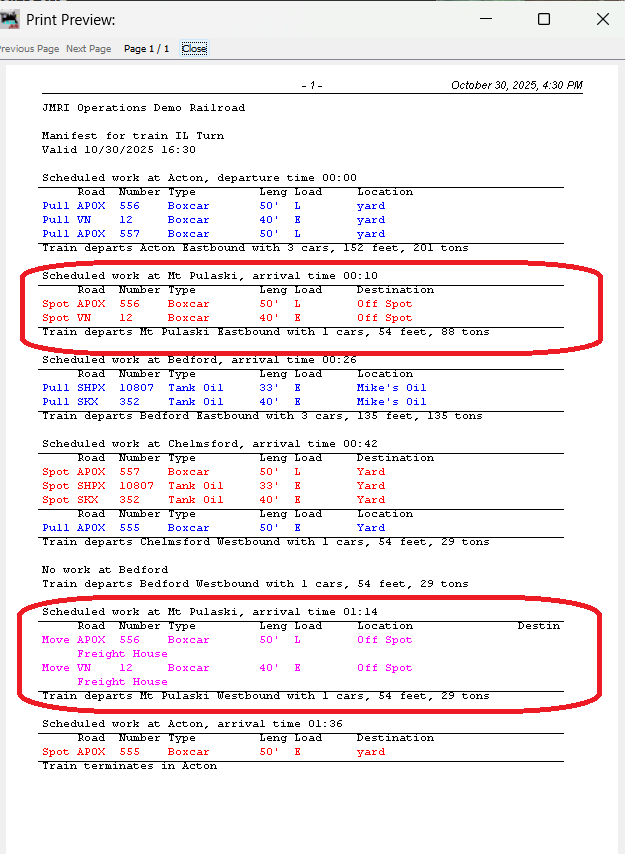 Print Preview:
Previous Page Next Page Page 1 / 1 Close
- 1 - October 30, 2025, 4:30 PM
JMRI Operations Demo Railroad
Manifest for train IL Turn
Valid 10/30/2025 16:30
Scheduled work at Acton, departure time 00:00
Road Number Type Leng Load Location
Pull APOX 556 Boxcar 50' L yard
Pull VN 12 Boxcar 40' E yard
Pull APOX 557 Boxcar 50' L yard
Train departs Acton Eastbound with 3 cars, 152 feet, 201 tons
Scheduled work at Mt Pulaski, arrival time 00:10
Road Number Type Leng Load Destination
Spot APOX 556 Boxcar 50' L Off Spot
Spot VN 12 Boxcar 40' E Off Spot
Train departs Mt Pulaski Eastbound with 1 cars, 54 feet, 88 tons
Scheduled work at Bedford, arrival time 00:26
Road Number Type Leng Load Location
Pull SHPX 10807 Tank Oil 33' E Mike's Oil
Pull SKX 352 Tank Oil 40' E Mike's Oil
Train departs Bedford Eastbound with 3 cars, 135 feet, 135 tons
Scheduled work at Chelmsford, arrival time 00:42
Road Number Type Leng Load Destination
Spot APOX 557 Boxcar 50' L Yard
Spot SHPX 10807 Tank Oil 33' E Yard
Spot SKX 352 Tank Oil 40' E Yard
Road Number Type Leng Load Location
Pull APOX 555 Boxcar 50' E Yard
Train departs Chelmsford Westbound with 1 cars, 54 feet, 29 tons
No work at Bedford
Train departs Bedford Westbound with 1 cars, 54 feet, 29 tons
Scheduled work at Mt Pulaski, arrival time 01:14
Road Number Type Leng Load Location Destin
Move APOX 556 Boxcar 50' L Off Spot
Freight House
Move VN 12 Boxcar 40' E Off Spot
Freight House
Train departs Mt Pulaski Westbound with 1 cars, 54 feet, 29 tons
Scheduled work at Acton, arrival time 01:36
Road Number Type Leng Load Destination
Spot APOX 555 Boxcar 50' E yard
Train terminates in Acton